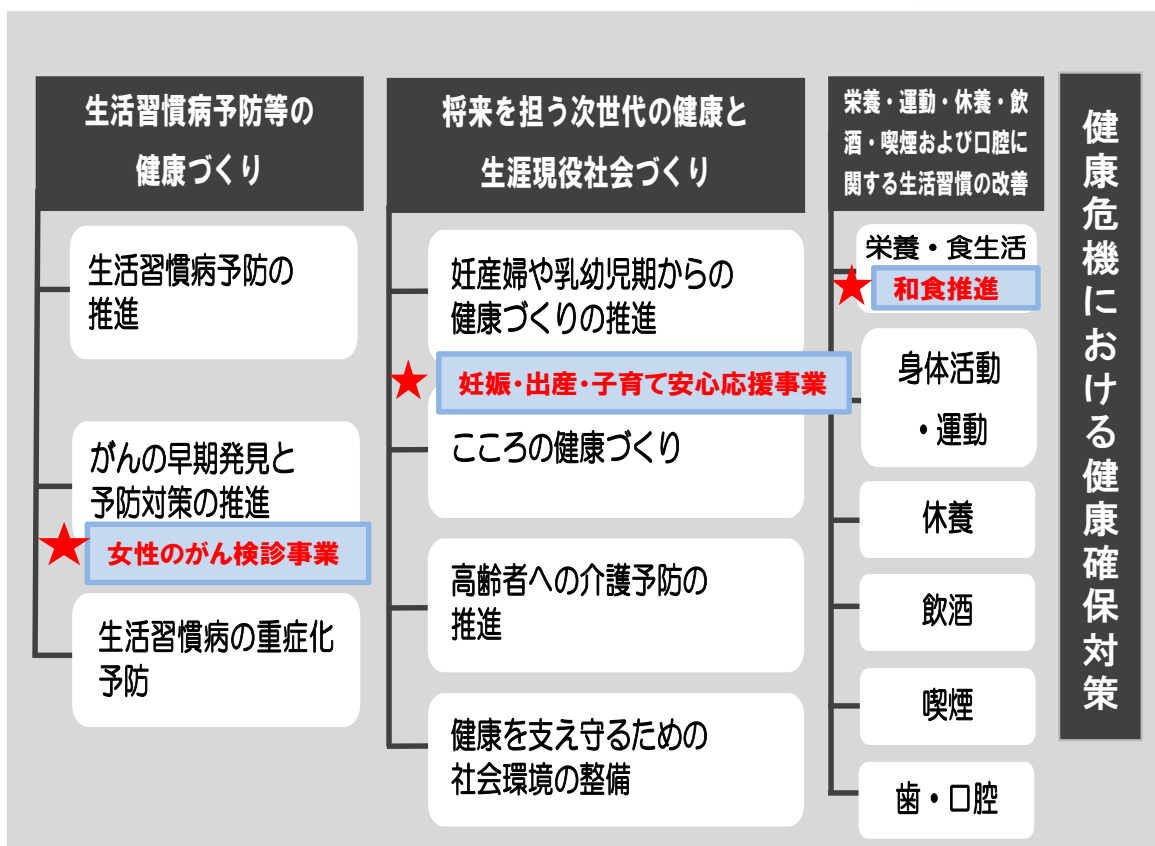 生活習慣病予防等の
健康づくり
生活習慣病予防の
推進
がんの早期発見と
予防対策の推進
★ 女性のがん検診事業
生活習慣病の重症化
予防
将来を担う次世代の健康と
生涯現役社会づくり
妊産婦や乳幼児期からの
健康づくりの推進
★ 妊娠・出産・子育て安心応援事業
こころの健康づくり
高齢者への介護予防の
推進
健康を支え守るための
社会環境の整備
栄養・運動・休養・飲
酒・喫煙および口腔に
関する生活習慣の改善
栄養・食生活
★ 和食推進
身体活動
・運動
休養
飲酒
喫煙
歯・口腔
健康危機における健康確保対策